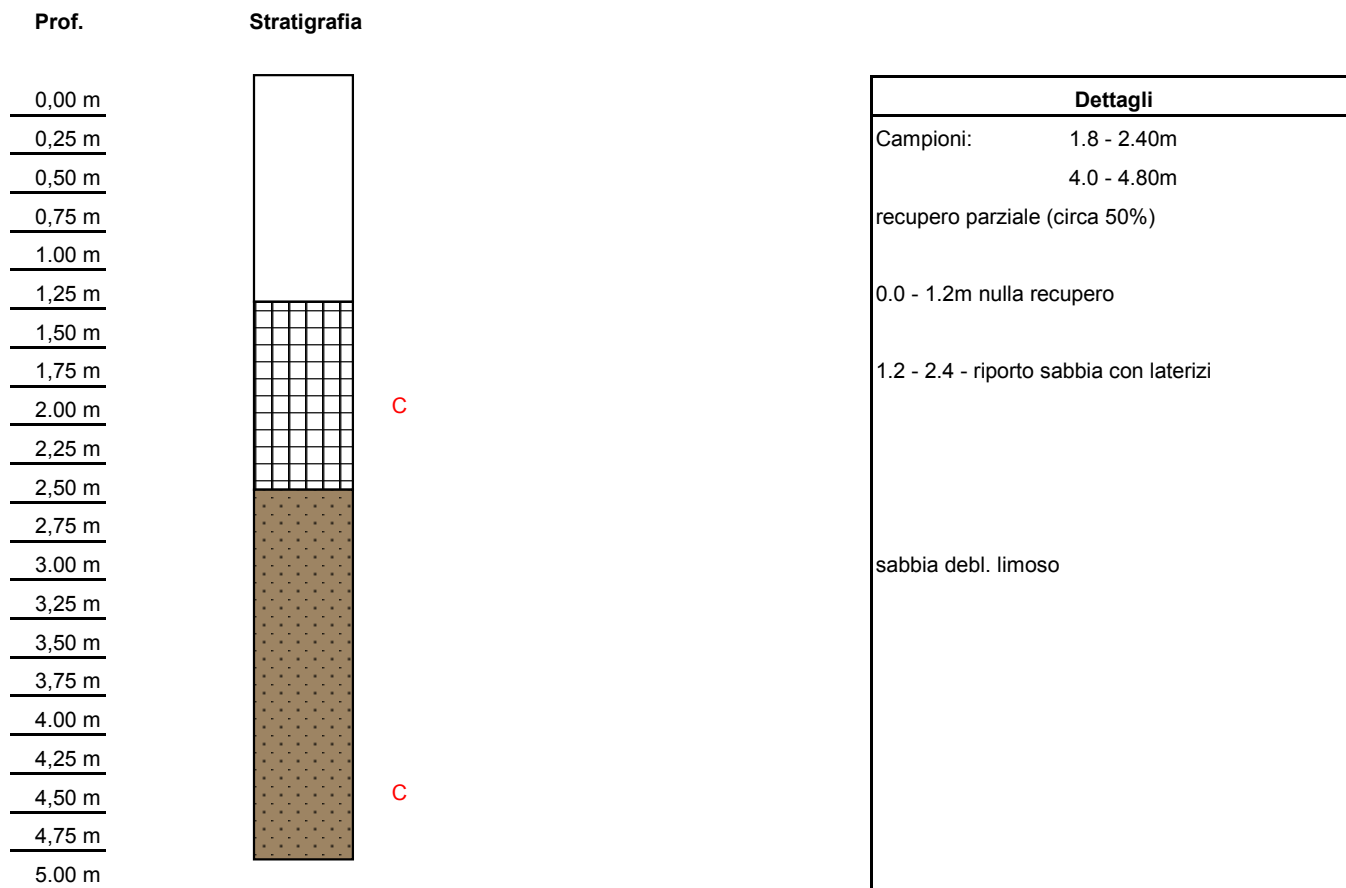 Prof. Stratigrafia
0,00 m Dettagli
0,25 m Campioni: 1.8 - 2.40m
0,50 m 4.0 - 4.80m
0,75 m recupero parziale (circa 50%)
1.00 m
1,25 m 0.0 - 1.2m nulla recupero
1,50 m
1,75 m 1.2 - 2.4 - riporto sabbia con laterizi
2.00 m C
2,25 m
2,50 m
2,75 m
3.00 m sabbia debl. limoso
3,25 m
3,50 m
3,75 m
4.00 m
4,25 m
4,50 m C
4,75 m
5.00 m